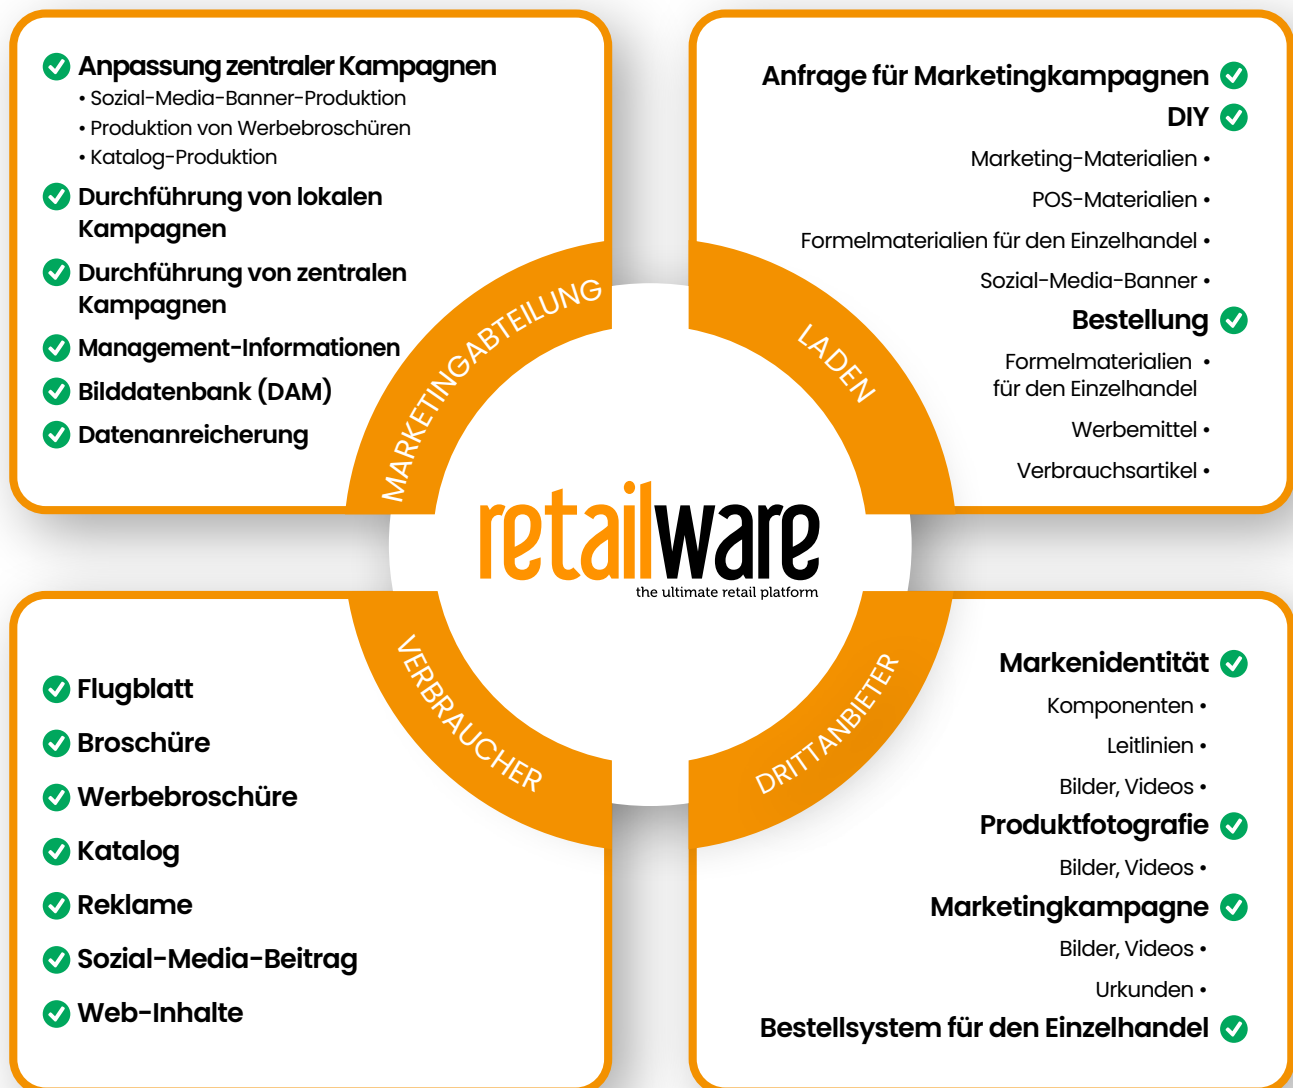 Anpassung zentraler Kampagnen
• Sozial-Media-Banner-Produktion
• Produktion von Werbebroschüren
• Katalog-Produktion
Durchführung von lokalen
Kampagnen
Durchführung von zentralen
Kampagnen
Management-Informationen
Bilddatenbank (DAM)
Datenanreicherung
MARKETINGABTEILUNG
Anfrage für Marketingkampagnen
DIY
Marketing-Materialien •
POS-Materialien •
Formelmaterialien für den Einzelhandel •
Sozial-Media-Banner •
Bestellung
Formelmaterialien •
für den Einzelhandel
Werbemittel •
Verbrauchsartikel •
LADEN
retailware
the ultimate retail platform
VERBRAUCHER
Flugblatt
Broschüre
Werbebroschüre
Katalog
Reklame
Sozial-Media-Beitrag
Web-Inhalte
DRITTANBIETER
Markenidentität
Komponenten •
Leitlinien •
Bilder, Videos •
Produktfotografie
Bilder, Videos •
Marketingkampagne
Bilder, Videos •
Urkunden •
Bestellsystem für den Einzelhandel